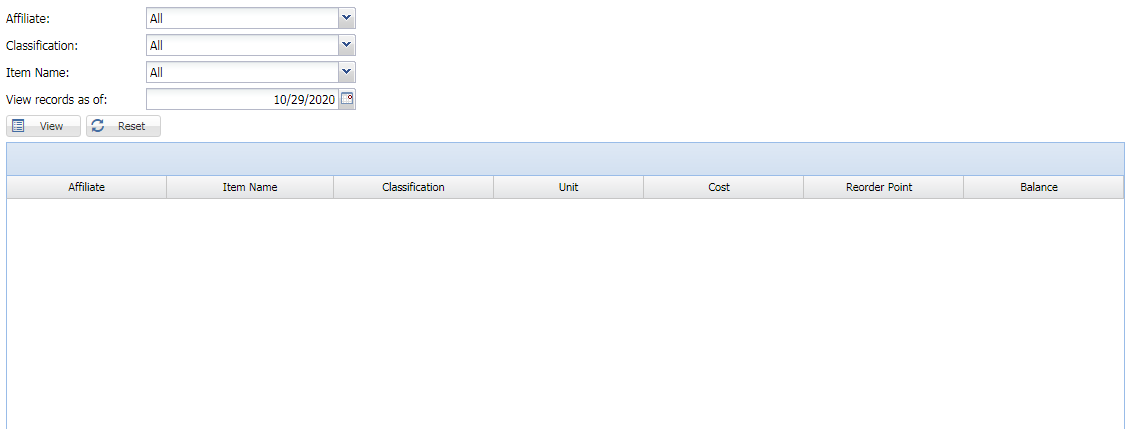 Affiliate: All
Classification: All
Item Name: All
View records as of: 10/29/2020
View Reset
Affiliate Item Name Classification Unit Cost Reorder Point Balance